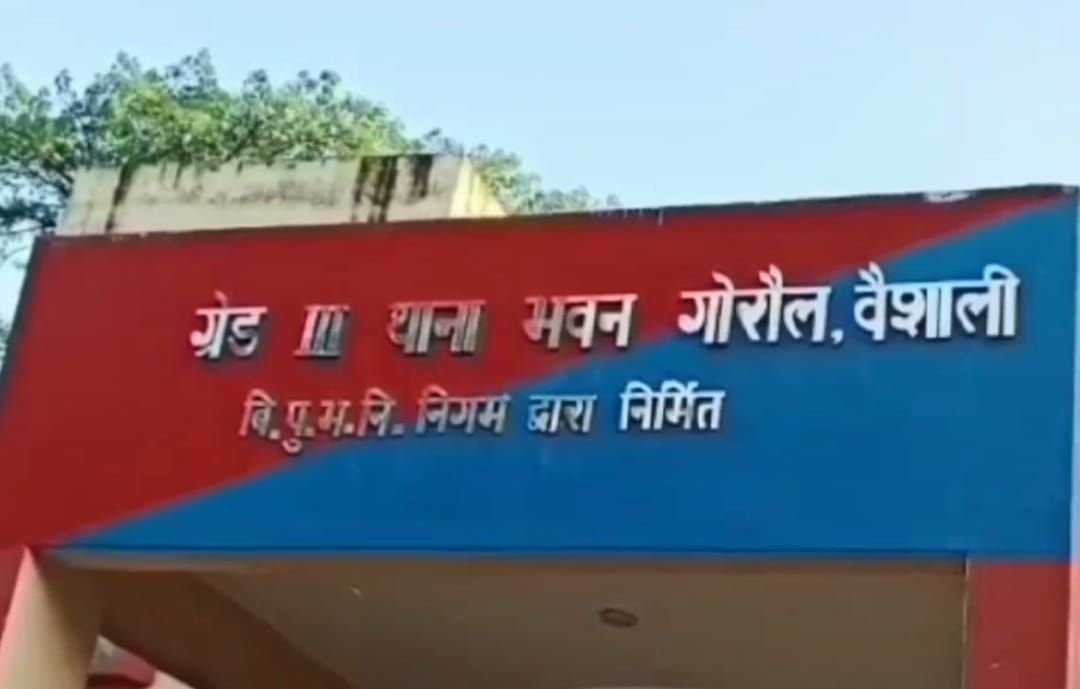 ग्रेड III थाना भवन गोरौल, वैशाली
बि.पु.भ.नि. निगम द्वारा निर्मित